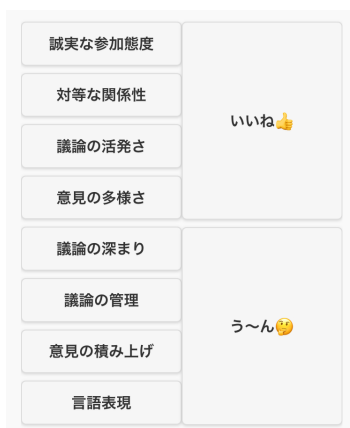 誠実な参加態度
対等な関係性
議論の活発さ
意見の多様さ
いいね👍
議論の深まり
議論の管理
意見の積み上げ
言語表現
う〜ん🤔